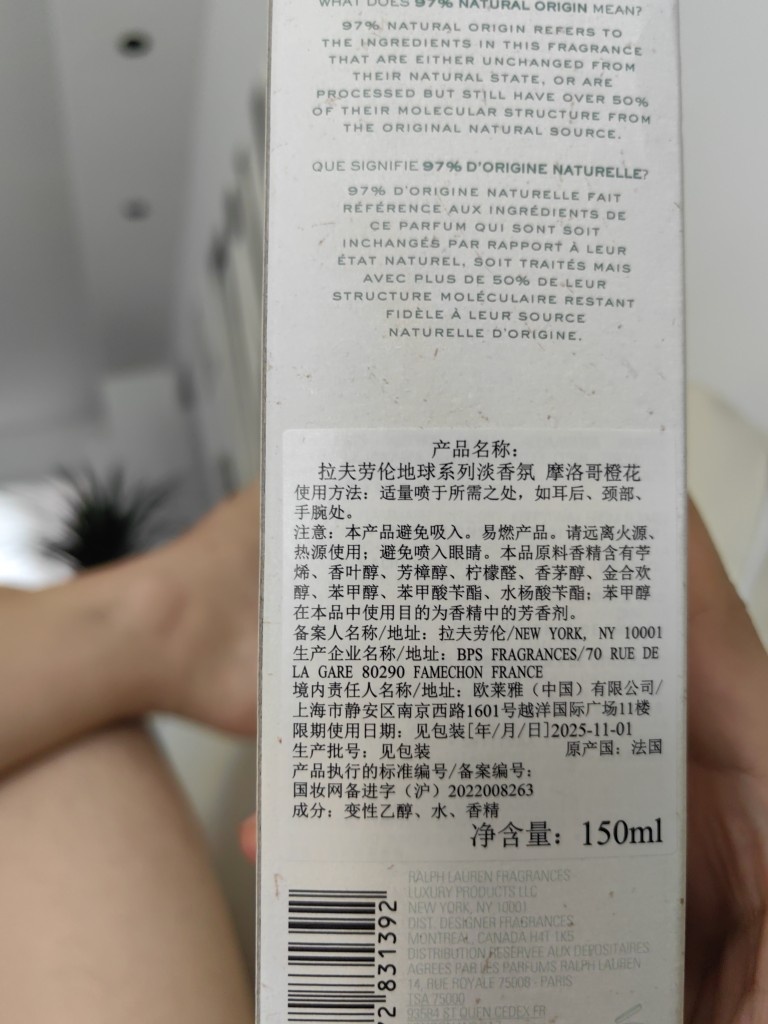 WHAT DOES 97% NATURAL ORIGIN MEAN?
97% NATURAL ORIGIN REFERS TO
THE INGREDIENTS IN THIS FRAGRANCE
THAT ARE EITHER UNCHANGED FROM
THEIR NATURAL STATE, OR ARE
PROCESSED BUT STILL HAVE OVER 50%
OF THEIR MOLECULAR STRUCTURE FROM
THE ORIGINAL NATURAL SOURCE.
QUE SIGNIFIE 97% D'ORIGINE NATURELLE?
97% D'ORIGINE NATURELLE FAIT
RÉFÉRENCE AUX INGRÉDIENTS DE
CE PARFUM QUI SONT SOIT
INCHANGÉS PAR RAPPORT À LEUR
ÉTAT NATUREL, SOIT TRAITÉS MAIS
AVEC PLUS DE 50% DE LEUR
STRUCTURE MOLÉCULAIRE RESTANT
FIDÈLE À LEUR SOURCE
NATURELLE D'ORIGINE.
产品名称：
拉夫劳伦地球系列淡香氛 摩洛哥橙花
使用方法：适量喷于所需之处，如耳后、颈部、
手腕处。
注意：本产品避免吸入。易燃产品。请远离火源、
热源使用；避免喷入眼睛。本品原料香精含有苧
烯、香叶醇、芳樟醇、柠檬醛、香茅醇、金合欢
醇、苯甲醇、苯甲酸苄酯、水杨酸苄酯；苯甲醇
在本品中使用目的为香精中的芳香剂。
备案人名称/地址：拉夫劳伦/NEW YORK, NY 10001
生产企业名称/地址：BPS FRAGRANCES/70 RUE DE
LA GARE 80290 FAMECHON FRANCE
境内责任人名称/地址：欧莱雅（中国）有限公司/
上海市静安区南京西路1601号越洋国际广场11楼
限期使用日期：见包装[年/月/日]2025-11-01
生产批号：见包装 原产国：法国
产品执行的标准编号/备案编号：
国妆网备进字（沪）2022008263
成分：变性乙醇、水、香精
净含量：150ml
RALPH LAUREN FRAGRANCES
LUXURY PRODUCTS LLC
NEW YORK, NY 10001
DIST. DESIGNER FRAGRANCES
MONTRÉAL, CANADA H4T 1K5
DISTRIBUTION RÉSERVÉE AUX DÉPOSITAIRES
AGRÉÉS PAR LES PARFUMS RALPH LAUREN
14, RUE ROYALE 75008 - PARIS
TSA 75000
93584 ST OUEN CEDEX FR
2 831392